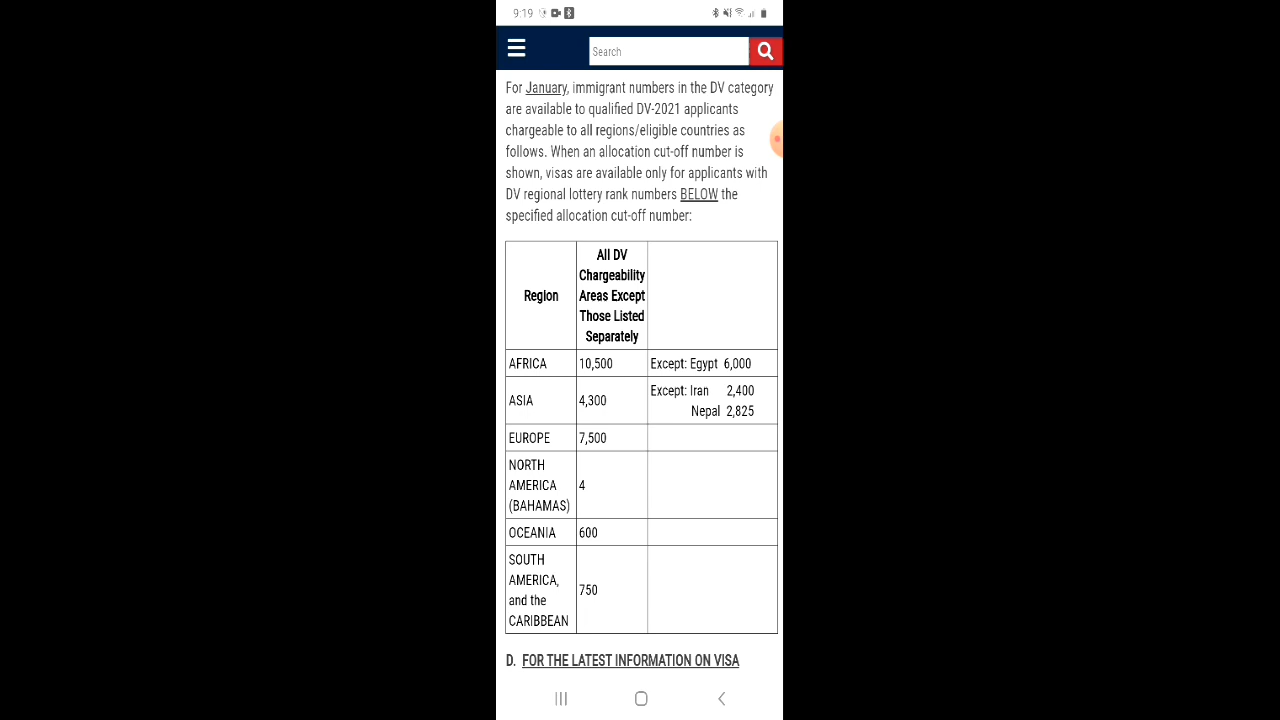 9:19
Search
For January, immigrant numbers in the DV category
are available to qualified DV-2021 applicants
chargeable to all regions/eligible countries as
follows. When an allocation cut-off number is
shown, visas are available only for applicants with
DV regional lottery rank numbers BELOW the
specified allocation cut-off number:
Region
All DV
Chargeability
Areas Except
Those Listed
Separately
AFRICA 10,500 Except: Egypt 6,000
ASIA 4,300 Except: Iran 2,400
Nepal 2,825
EUROPE 7,500
NORTH
AMERICA
(BAHAMAS)
4
OCEANIA 600
SOUTH
AMERICA,
and the
CARIBBEAN
750
D. FOR THE LATEST INFORMATION ON VISA